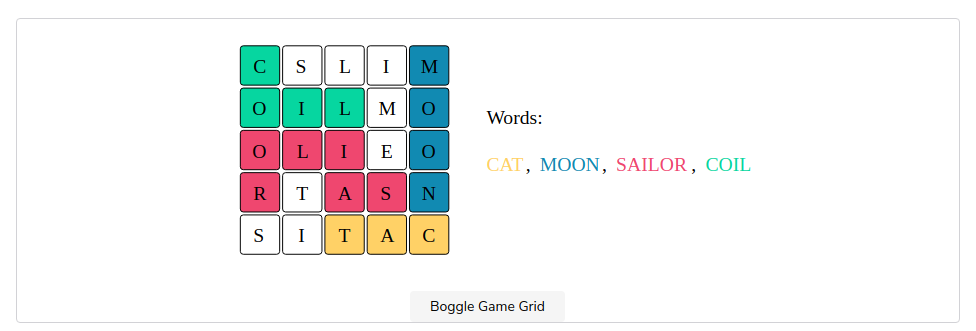 C S L I M
O I L M O
O L I E O
R T A S N
S I T A C
Words:
CAT, MOON, SAILOR, COIL
Boggle Game Grid